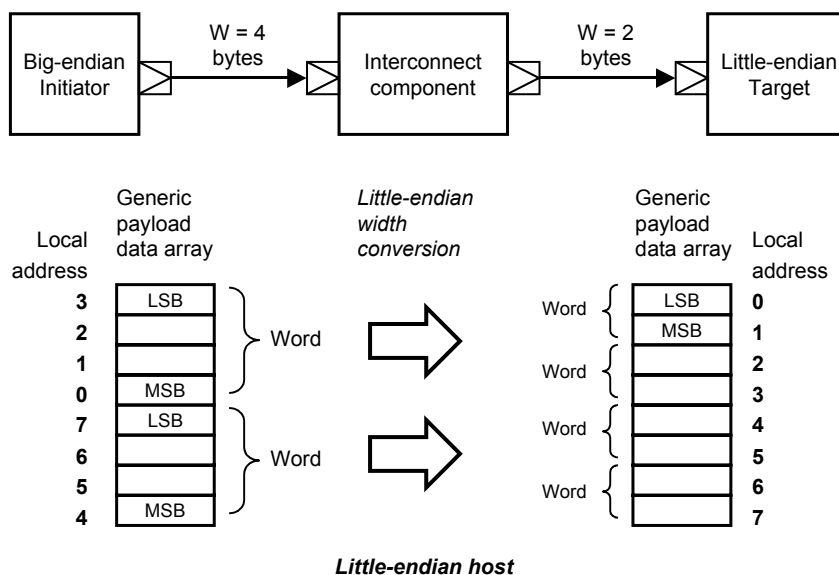 Big-endian
Initiator
W = 4
bytes
Interconnect
component
W = 2
bytes
Little-endian
Target
Generic
payload
data array
Local
address
Little-endian
width
conversion
Generic
payload
data array
Local
address
3 LSB
2
1
0 MSB
Word
7 LSB
6
5
4 MSB
Word
Word
LSB 0
MSB 1
Word
2
3
Word
4
5
Word
6
7
Little-endian host